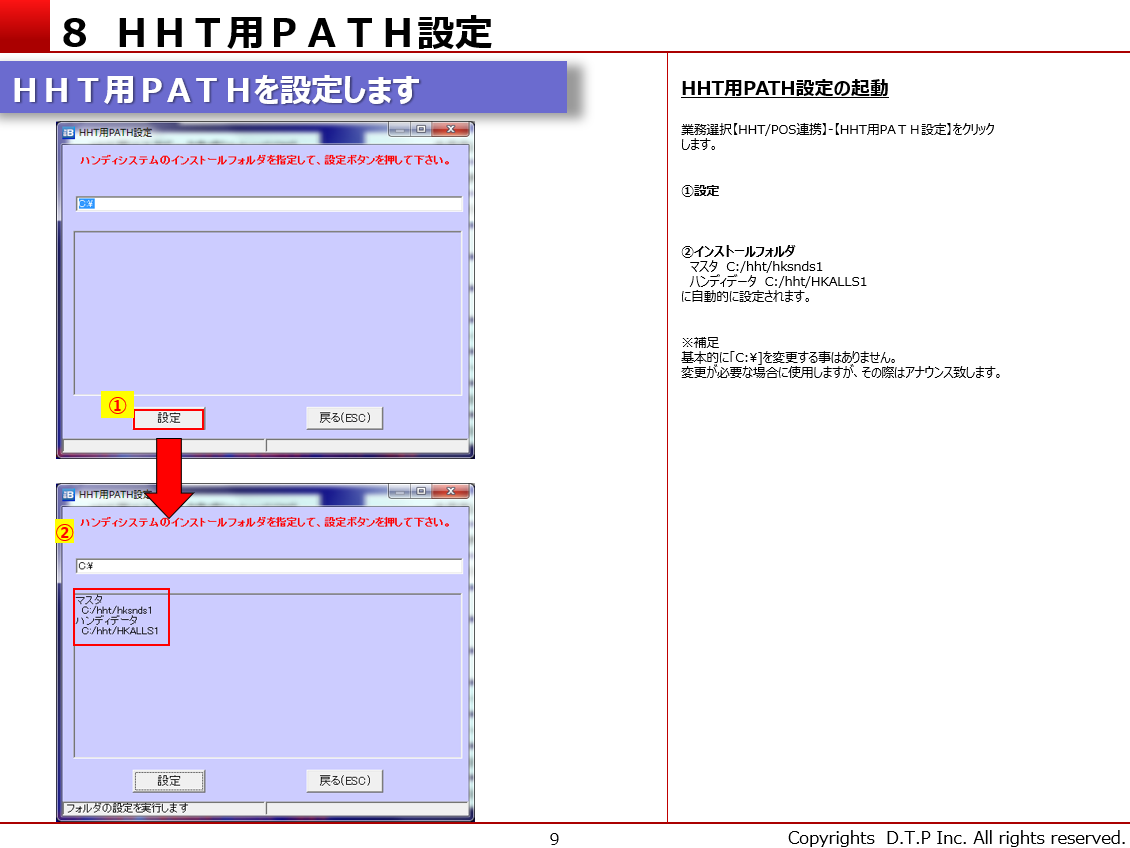 ８ ＨＨＴ用ＰＡＴＨ設定
ＨＨＴ用ＰＡＴＨを設定します
HHT用PATH設定
ハンディシステムのインストールフォルダを指定して、設定ボタンを押して下さい。
C:¥
①
設定
戻る(ESC)
HHT用PATH設定
②
ハンディシステムのインストールフォルダを指定して、設定ボタンを押して下さい。
C:¥
マスタ
C:/hht/hksnds1
ハンディデータ
C:/hht/HKALLS1
設定
戻る(ESC)
フォルダの設定を実行します
HHT用PATH設定の起動
業務選択【HHT/POS連携】-【HHT用PAＴＨ設定】をクリック
します。
①設定
②インストールフォルダ
マスタ C:/hht/hksnds1
ハンディデータ C:/hht/HKALLS1
に自動的に設定されます。
※補足
基本的に「C:¥]を変更する事はありません。
変更が必要な場合に使用しますが、その際はアナウンス致します。
9
Copyrights D.T.P Inc. All rights reserved.